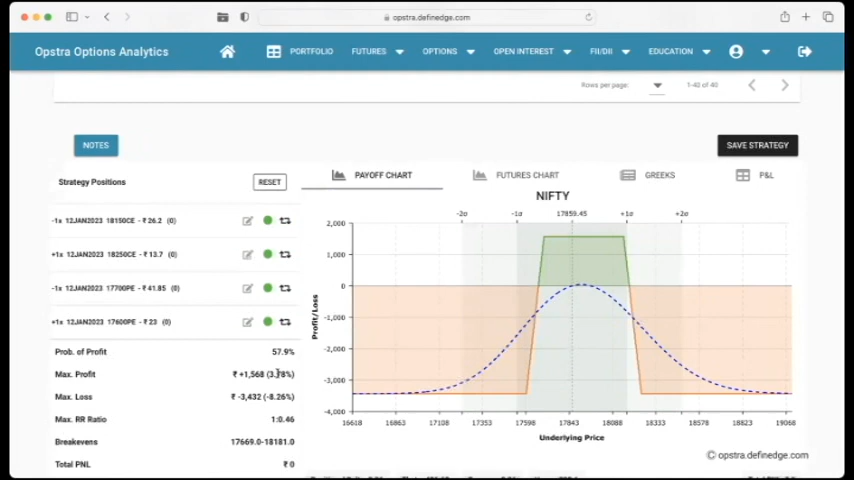 opstra.definedge.com
Opstra Options Analytics
PORTFOLIO FUTURES OPTIONS OPEN INTEREST FII/DII EDUCATION
Rows per page: 1-40 of 40
NOTES
SAVE STRATEGY
Strategy Positions
RESET
PAYOFF CHART FUTURES CHART GREEKS P&L
NIFTY
-2σ -1σ 17859.45 +1σ +2σ
-1x 12JAN2023 18150CE - ₹ 26.2 (0)
+1x 12JAN2023 18250CE - ₹ 13.7 (0)
-1x 12JAN2023 17700PE - ₹ 41.85 (0)
+1x 12JAN2023 17600PE - ₹ 23 (0)
Prob. of Profit 57.9%
Max. Profit ₹ +1,568
Max. Loss ₹ -3,432 (-8.26%)
Max. RR Ratio 1:0.46
Breakevens 17669.0-18181.0
Total PNL ₹ 0
Profit/Loss
2,000
1,000
0
-1,000
-2,000
-3,000
-4,000
16618 16863 17108 17353 17598 17843 18088 18333 18578 18823 19068
Underlying Price
© opstra.definedge.com